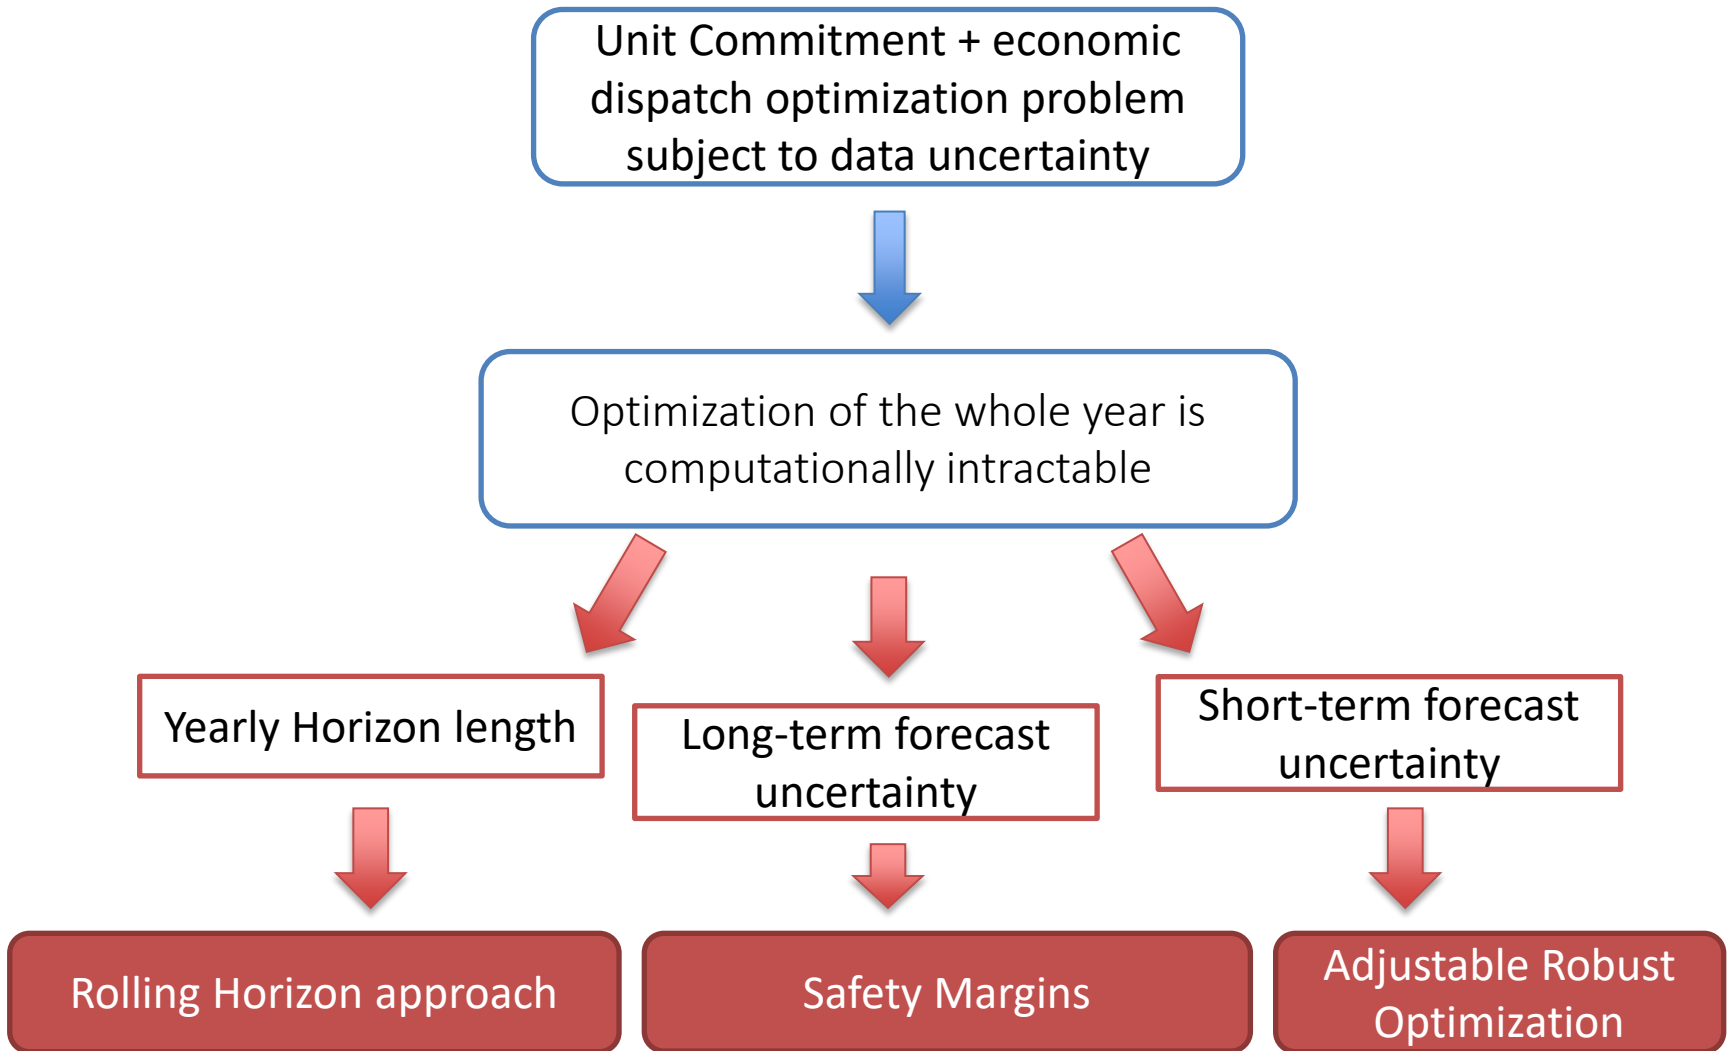 Unit Commitment + economic
dispatch optimization problem
subject to data uncertainty
Optimization of the whole year is
computationally intractable
Yearly Horizon length
Long-term forecast
uncertainty
Short-term forecast
uncertainty
Rolling Horizon approach
Safety Margins
Adjustable Robust
Optimization